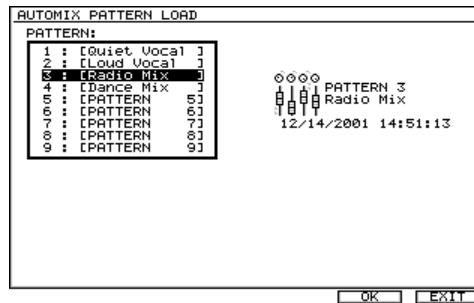 AUTOMIX PATTERN LOAD
PATTERN:
1 : [Quiet Vocal ]
2 : [Loud Vocal ]
3 : [Radio Mix ]
4 : [Dance Mix ]
5 : [PATTERN 5]
6 : [PATTERN 6]
7 : [PATTERN 7]
8 : [PATTERN 8]
9 : [PATTERN 9]
PATTERN 3
Radio Mix
12/14/2001 14:51:13
OK EXIT